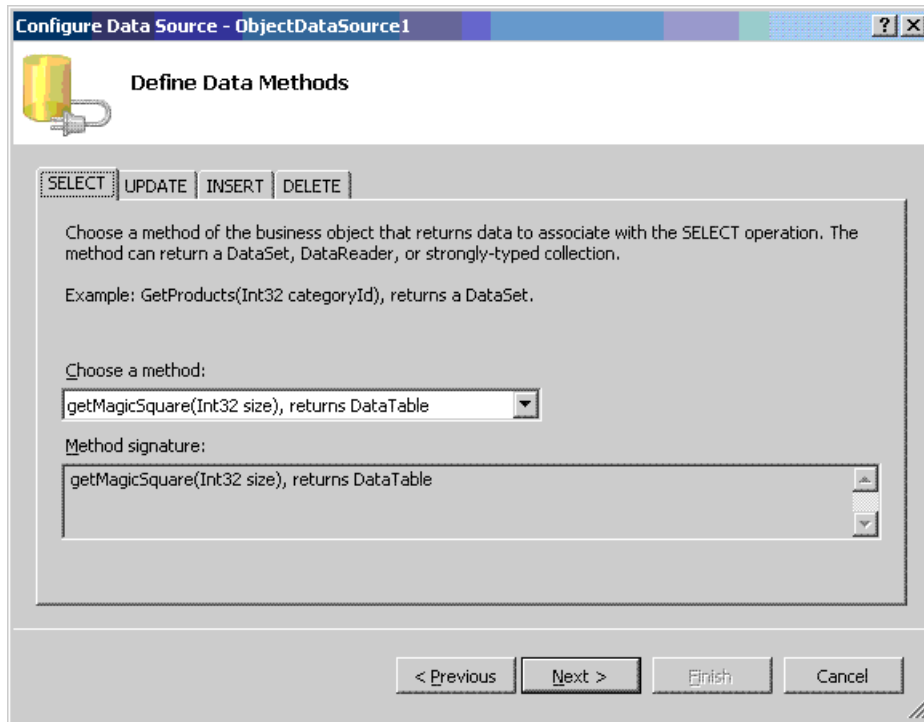 Configure Data Source - ObjectDataSource1
Define Data Methods
SELECT UPDATE INSERT DELETE
Choose a method of the business object that returns data to associate with the SELECT operation. The
method can return a DataSet, DataReader, or strongly-typed collection.
Example: GetProducts(Int32 categoryId), returns a DataSet.
Choose a method:
getMagicSquare(Int32 size), returns DataTable
Method signature:
getMagicSquare(Int32 size), returns DataTable
< Previous Next > Finish Cancel